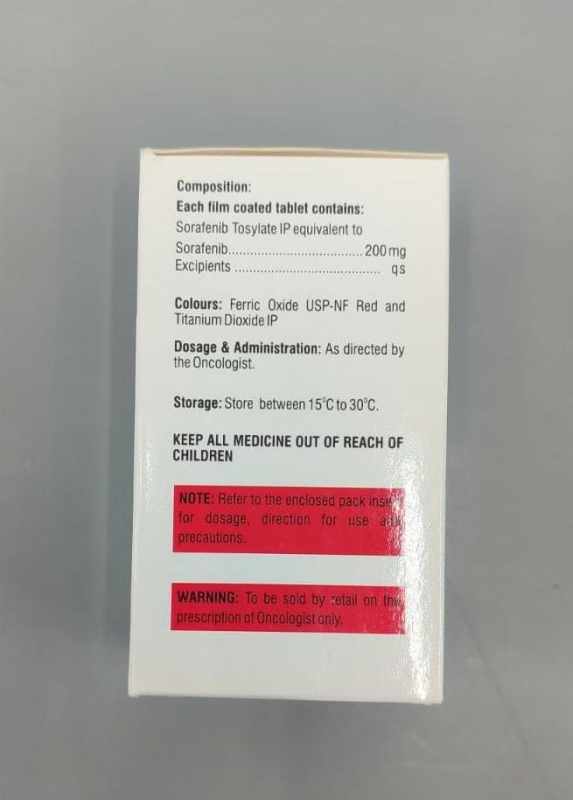 Composition:
Each film coated tablet contains:
Sorafenib Tosylate IP equivalent to
Sorafenib.................................... 200 mg
Excipients ...................................... qs
Colours: Ferric Oxide USP-NF Red and
Titanium Dioxide IP
Dosage & Administration: As directed by
the Oncologist.
Storage: Store between 15°C to 30°C.
KEEP ALL MEDICINE OUT OF REACH OF
CHILDREN
NOTE: Refer to the enclosed pack insert
for dosage, direction for use and
precautions.
WARNING: To be sold by retail on the
prescription of Oncologist only.